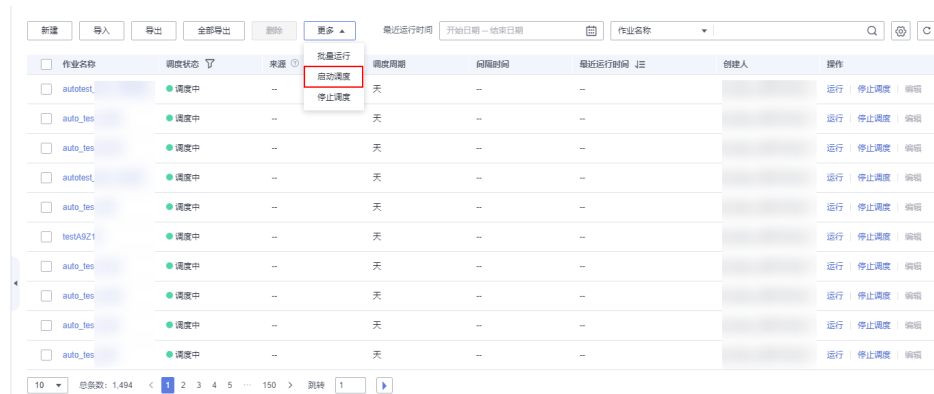 新建 导入 导出 全部导出 删除 更多 最近运行时间 开始日期 – 结束日期 作业名称
批量运行
启动调度
停止调度
作业名称 调度状态 来源 调度周期 间隔时间 最近运行时间 创建人 操作
autotest_ 调度中 -- 天 -- -- 运行 停止调度 编辑
auto_tes 调度中 -- 天 -- -- 运行 停止调度 编辑
auto_tes 调度中 -- 天 -- -- 运行 停止调度 编辑
autotest_ 调度中 -- 天 -- -- 运行 停止调度 编辑
auto_tes 调度中 -- 天 -- -- 运行 停止调度 编辑
testA9Z1 调度中 -- 天 -- -- 运行 停止调度 编辑
auto_tes 调度中 -- 天 -- -- 运行 停止调度 编辑
auto_tes 调度中 -- 天 -- -- 运行 停止调度 编辑
auto_tes 调度中 -- 天 -- -- 运行 停止调度 编辑
auto_tes 调度中 -- 天 -- -- 运行 停止调度 编辑
10 总条数: 1,494 < 1 2 3 4 5 ··· 150 > 跳转 1